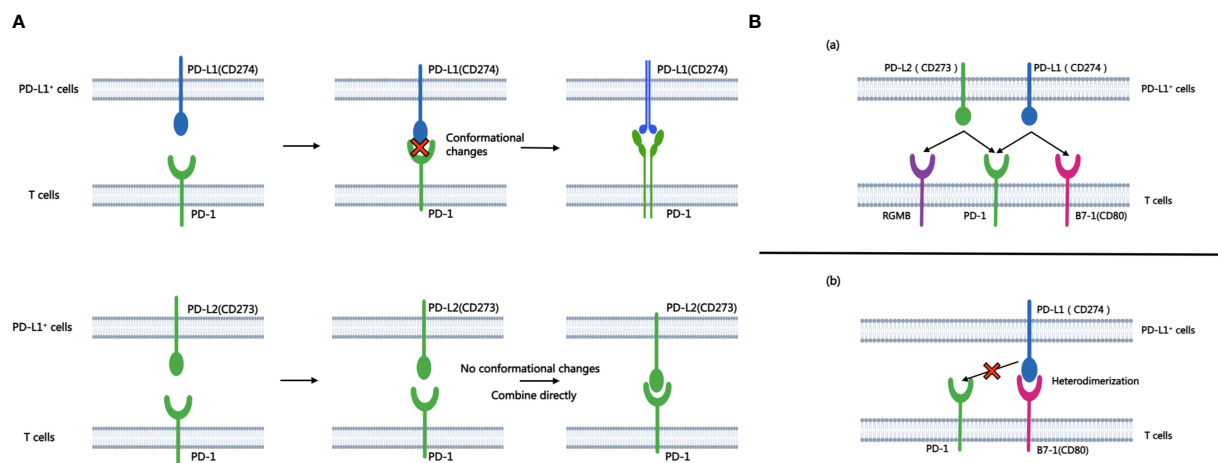 A
PD-L1(CD274)
PD-L1(CD274)
PD-L1(CD274)
PD-L1⁺ cells
Conformational
changes
T cells
PD-1
PD-1
PD-1
PD-L2(CD273)
PD-L2(CD273)
PD-L2(CD273)
PD-L1⁺ cells
No conformational changes
Combine directly
T cells
PD-1
PD-1
PD-1
B
(a)
PD-L2 ( CD273 )
PD-L1 ( CD274 )
PD-L1⁺ cells
T cells
RGMB
PD-1
B7-1(CD80)
(b)
PD-L1 ( CD274 )
PD-L1⁺ cells
Heterodimerization
T cells
PD-1
B7-1(CD80)